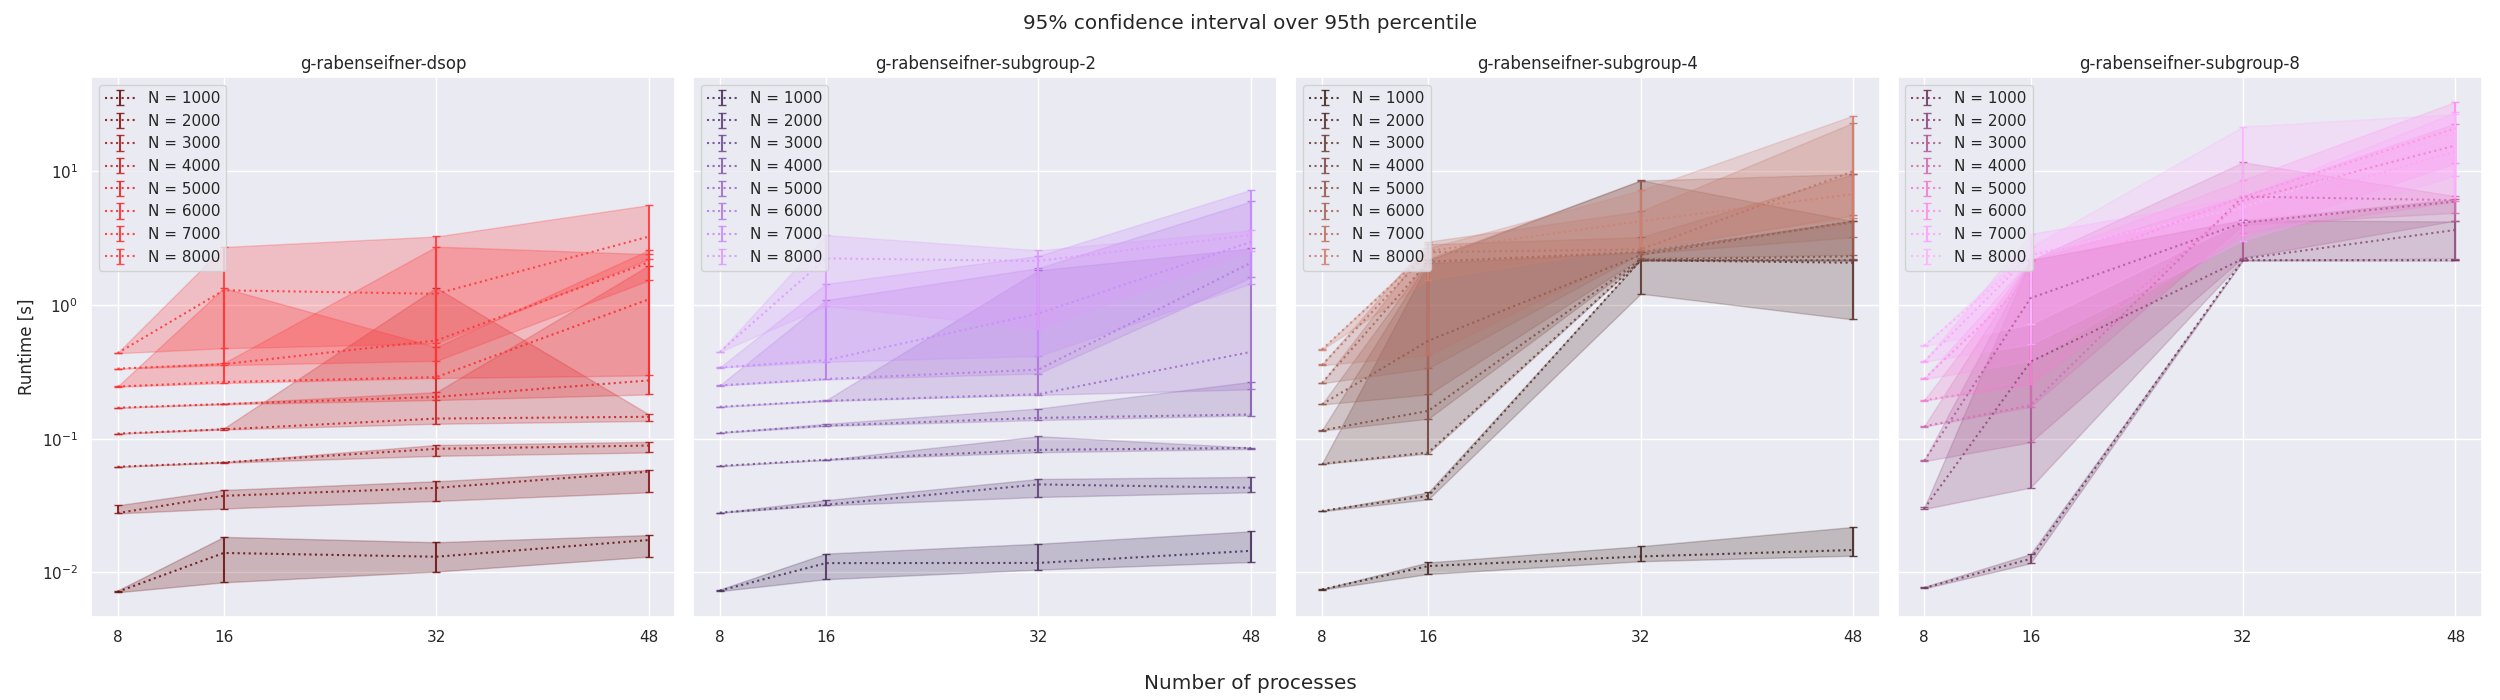 95% confidence interval over 95th percentile
g-rabenseifner-dsop
g-rabenseifner-subgroup-2
g-rabenseifner-subgroup-4
g-rabenseifner-subgroup-8
Runtime [s]
10¹
10⁰
10⁻¹
10⁻²
N = 1000
N = 2000
N = 3000
N = 4000
N = 5000
N = 6000
N = 7000
N = 8000
8 16 32 48
N = 1000
N = 2000
N = 3000
N = 4000
N = 5000
N = 6000
N = 7000
N = 8000
8 16 32 48
N = 1000
N = 2000
N = 3000
N = 4000
N = 5000
N = 6000
N = 7000
N = 8000
8 16 32 48
N = 1000
N = 2000
N = 3000
N = 4000
N = 5000
N = 6000
N = 7000
N = 8000
8 16 32 48
Number of processes